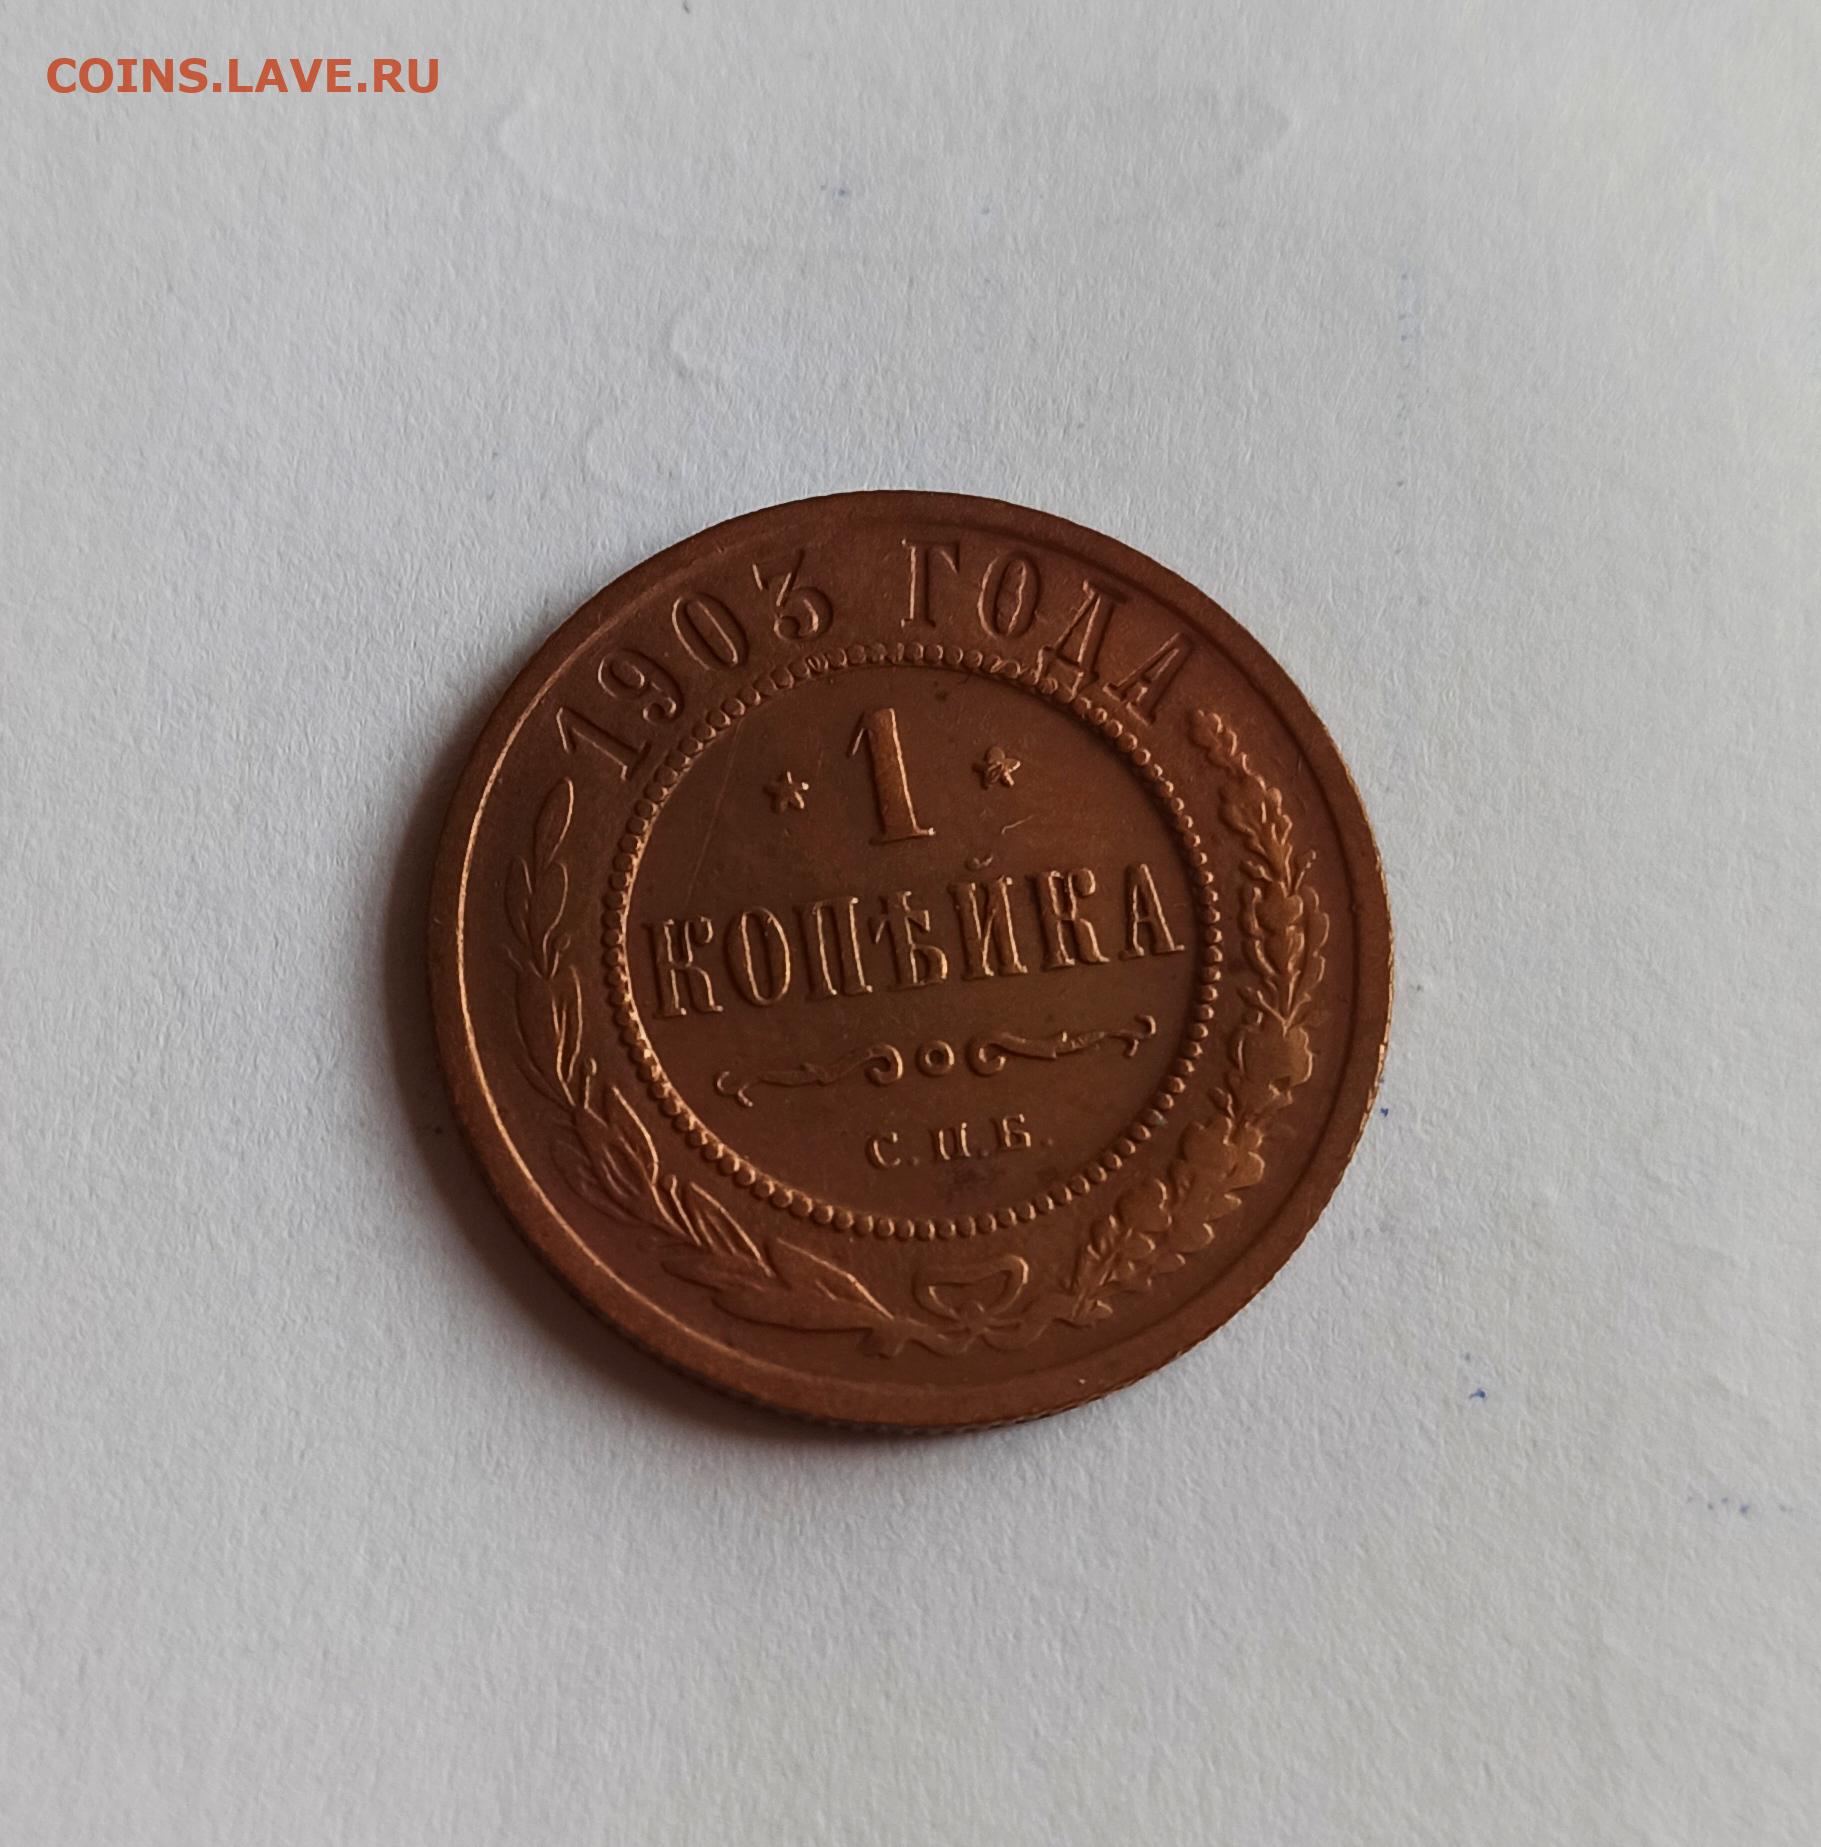 COINS.LAVE.RU
1903 ГОДА
* 1 *
КОПѢЙКА
С.П.Б.